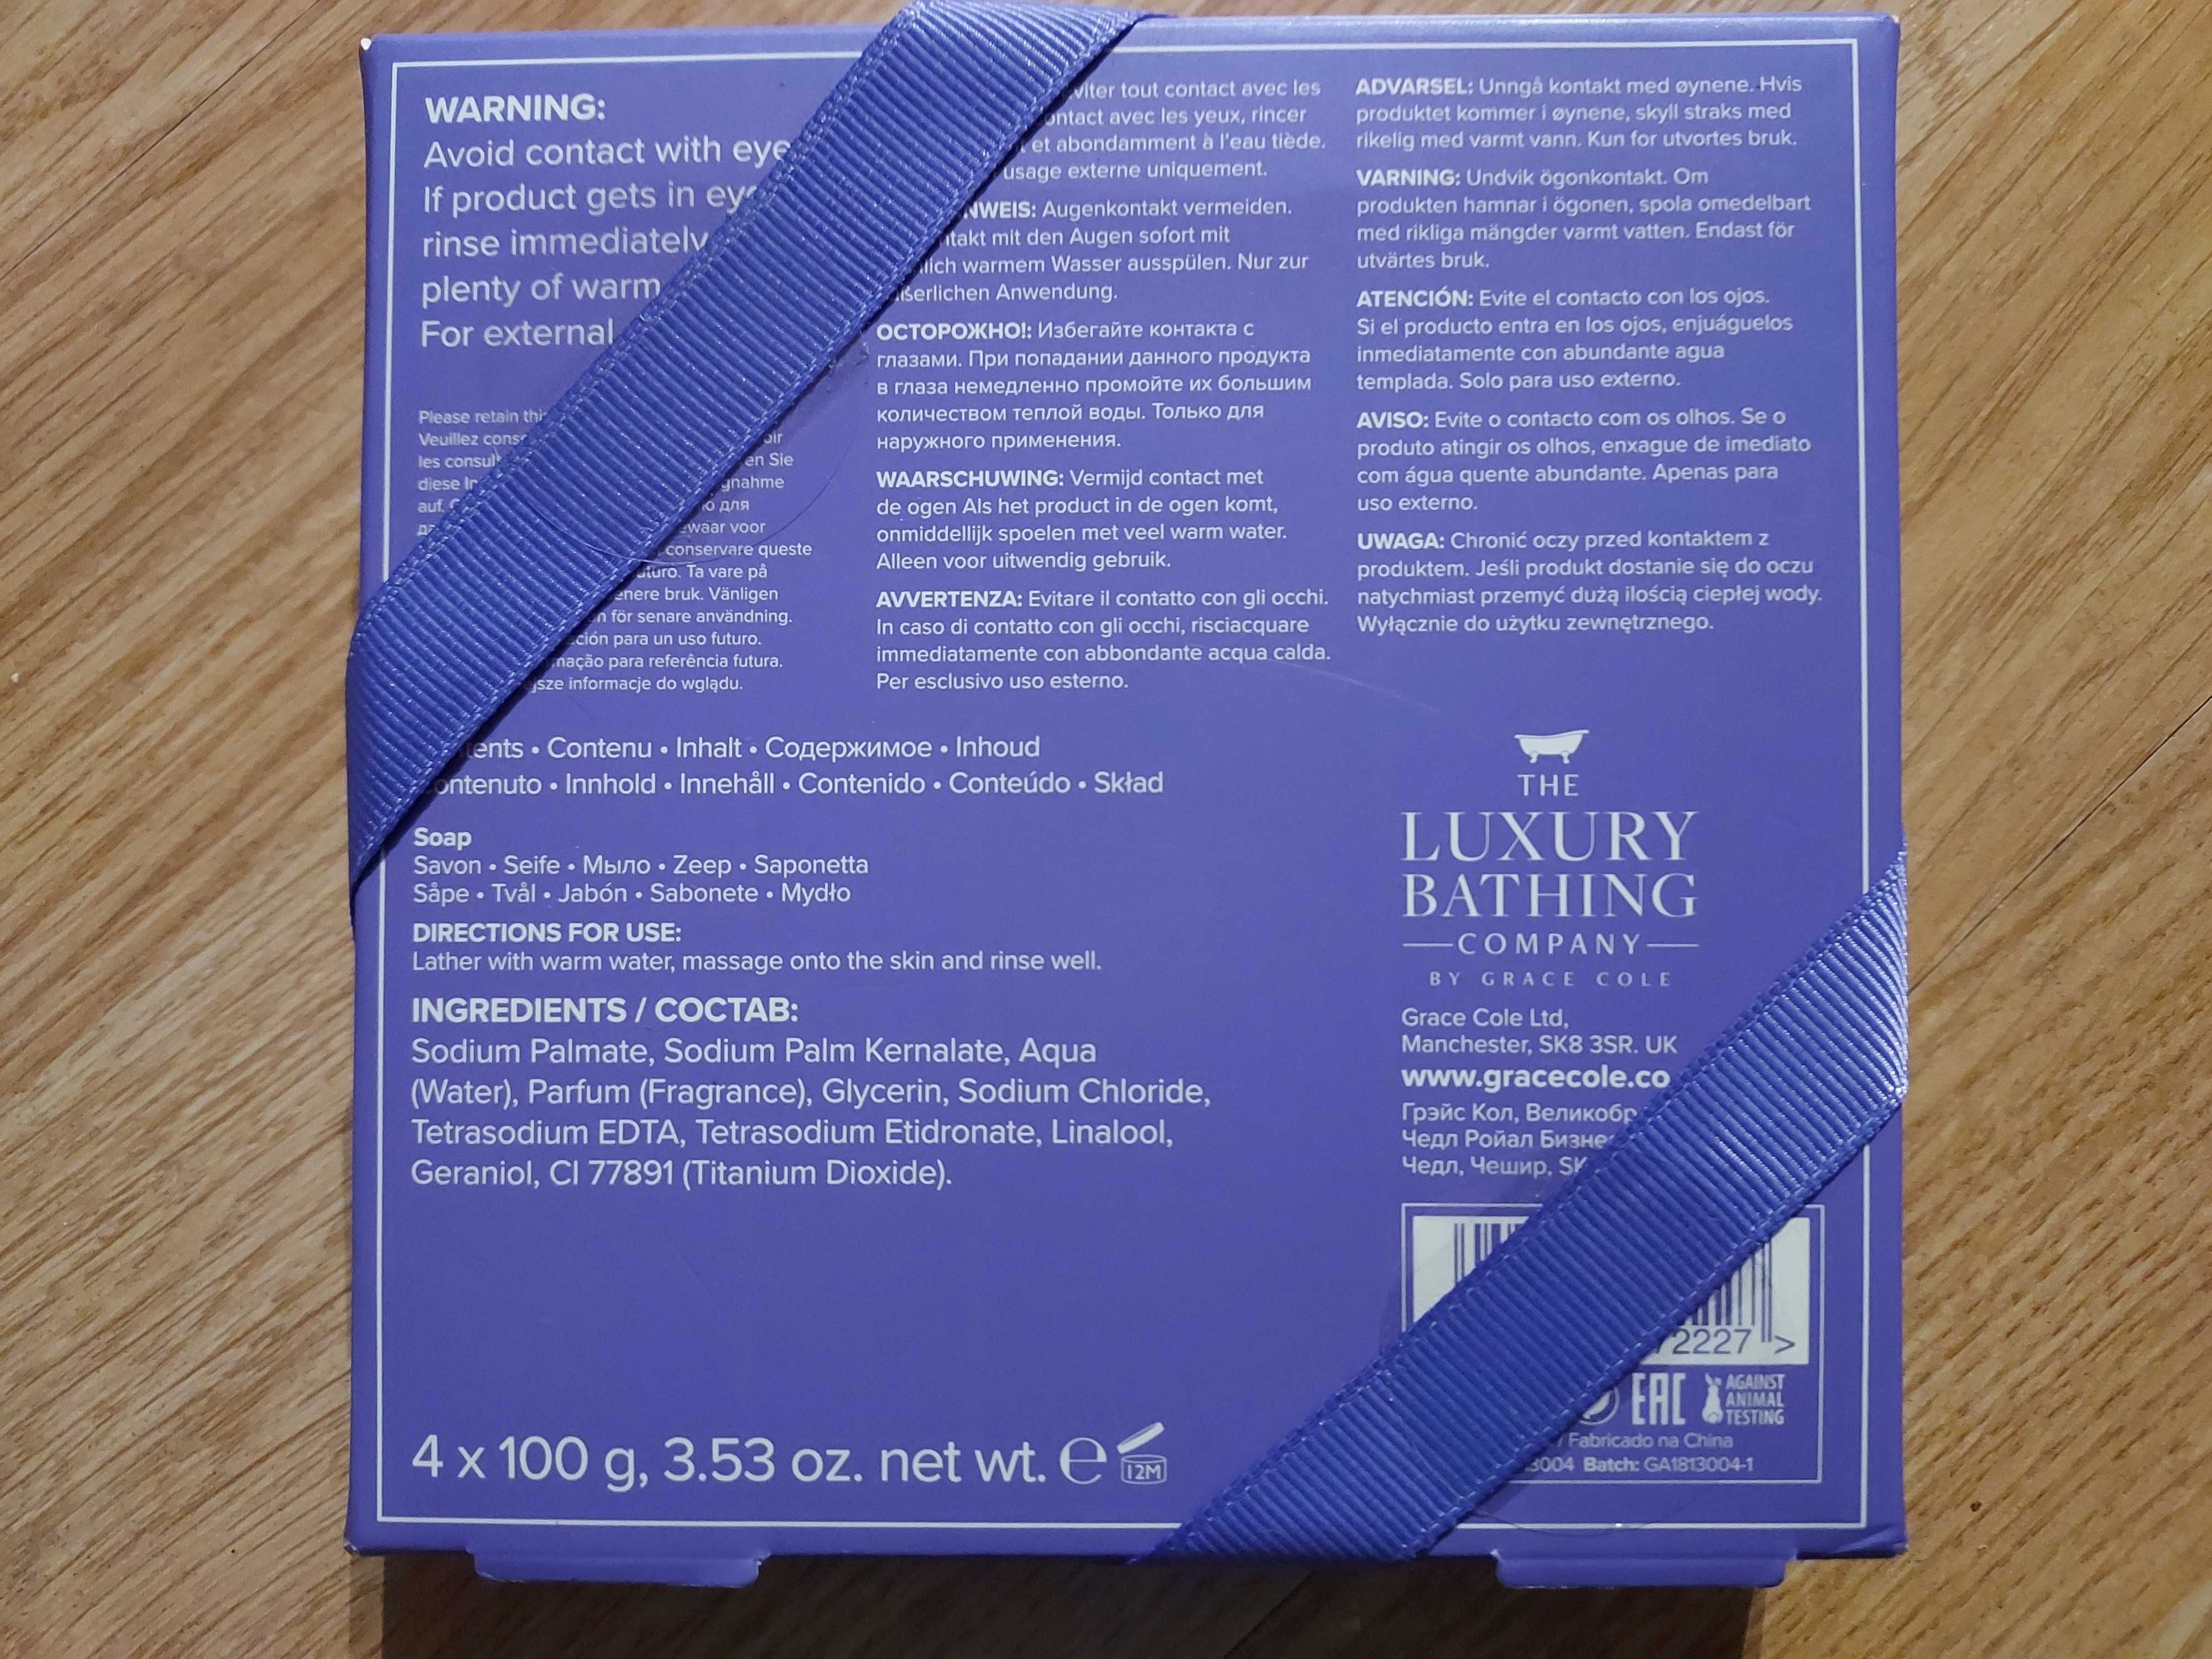 WARNING:
Avoid contact with
If product gets in
rinse immediately
plenty of warm
For external
Please retain
Veuillez
les
diese
auf.
en Sie
для
voor
conservare queste
Ta vare på
bruk. Vänligen
för senare användning.
para un uso futuro.
para referência futura.
informacje do wglądu.
tout contact avec les
avec les yeux, rincer
et abondamment à l'eau tiède.
usage externe uniquement.
Augenkontakt vermeiden.
mit den Augen sofort mit
warmem Wasser ausspülen. Nur zur
Anwendung.
ОСТОРОЖНО!: Избегайте контакта с
глазами. При попадании данного продукта
в глаза немедленно промойте их большим
количеством теплой воды. Только для
наружного применения.
WAARSCHUWING: Vermijd contact met
de ogen Als het product in de ogen komt,
onmiddellijk spoelen met veel warm water.
Alleen voor uitwendig gebruik.
AVVERTENZA: Evitare il contatto con gli occhi.
In caso di contatto con gli occhi, risciacquare
immediatamente con abbondante acqua calda.
Per esclusivo uso esterno.
ADVARSEL: Unngå kontakt med øynene. Hvis
produktet kommer i øynene, skyll straks med
rikelig med varmt vann. Kun for utvortes bruk.
VARNING: Undvik ögonkontakt. Om
produkten hamnar i ögonen, spola omedelbart
med rikliga mängder varmt vatten. Endast för
utvärtes bruk.
ATENCIÓN: Evite el contacto con los ojos.
Si el producto entra en los ojos, enjuáguelos
inmediatamente con abundante agua
templada. Solo para uso externo.
AVISO: Evite o contacto com os olhos. Se o
produto atingir os olhos, enxague de imediato
com água quente abundante. Apenas para
uso externo.
UWAGA: Chronić oczy przed kontaktem z
produktem. Jeśli produkt dostanie się do oczu
natychmiast przemyć dużą ilością ciepłej wody.
Wyłącznie do użytku zewnętrznego.
• Contenu • Inhalt • Содержимое • Inhoud
• Innhold • Innehåll • Contenido • Conteúdo • Skład
Soap
Savon • Seife • Мыло • Zeep • Saponetta
Såpe • Tvål • Jabón • Sabonete • Mydło
DIRECTIONS FOR USE:
Lather with warm water, massage onto the skin and rinse well.
INGREDIENTS / СОСТАВ:
Sodium Palmate, Sodium Palm Kernalate, Aqua
(Water), Parfum (Fragrance), Glycerin, Sodium Chloride,
Tetrasodium EDTA, Tetrasodium Etidronate, Linalool,
Geraniol, CI 77891 (Titanium Dioxide).
4 x 100 g, 3.53 oz. net wt. ℮ 12M
THE
LUXURY
BATHING
COMPANY
BY GRACE COLE
Grace Cole Ltd,
Manchester, SK8 3SR. UK
www.gracecole.co
Грэйс Кол,
Чедл Ройал
Чедл, Чешир,
2227 >
EAC
AGAINST
ANIMAL
TESTING
/ Fabricado na China
Batch: GA1813004-1